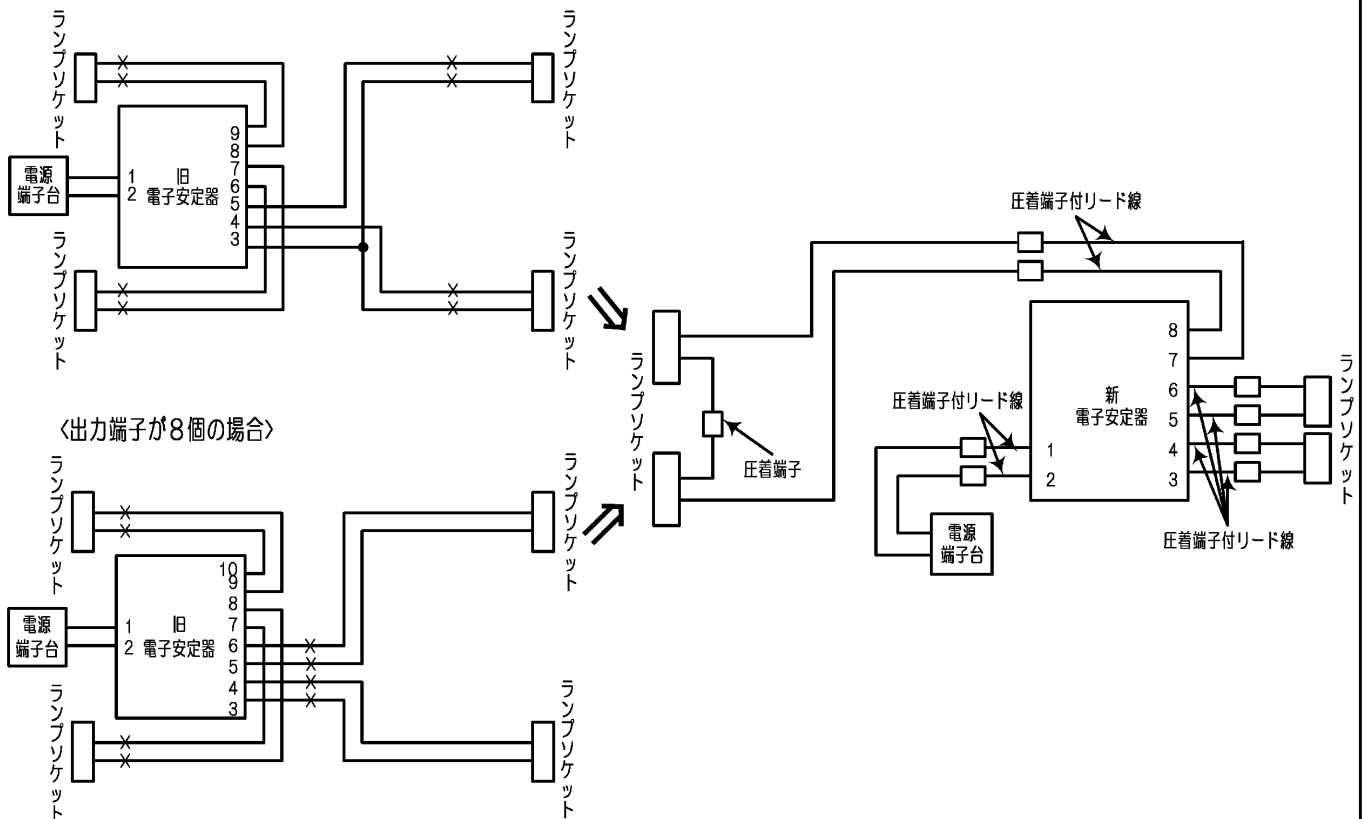 ランプソケット
ランプソケット
9
8
7
6
5
4
3
1
2
旧
電子安定器
電源
端子台
ランプソケット
ランプソケット
〈出力端子が8個の場合〉
ランプソケット
ランプソケット
10
9
8
7
6
5
4
3
1
2
旧
電子安定器
電源
端子台
ランプソケット
ランプソケット
圧着端子付リード線
ランプソケット
圧着端子
圧着端子付リード線
8
7
6
5
4
3
1
2
新
電子安定器
ランプソケット
電源
端子台
圧着端子付リード線